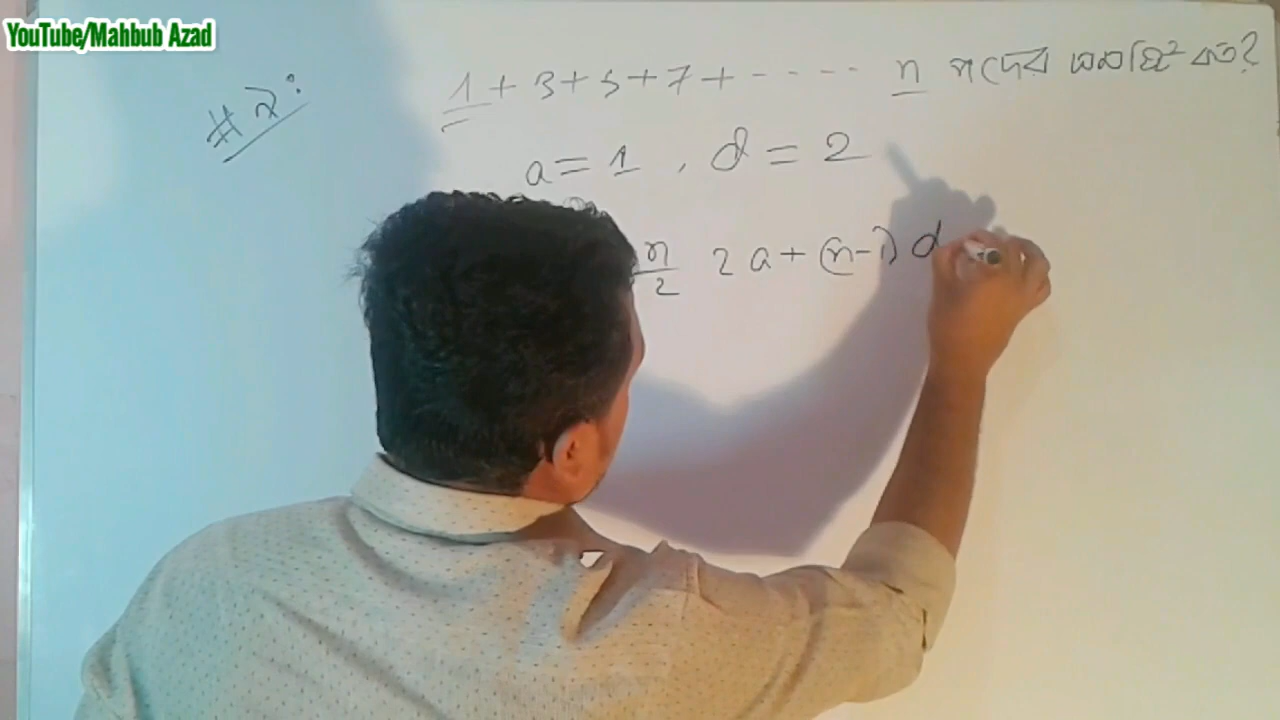 YouTube/Mahbub Azad
# ২:
1 + 3 + 5 + 7 + ----- n পদের সমষ্টি কত?
a = 1 , d = 2
n/2 2a + (n-1) d